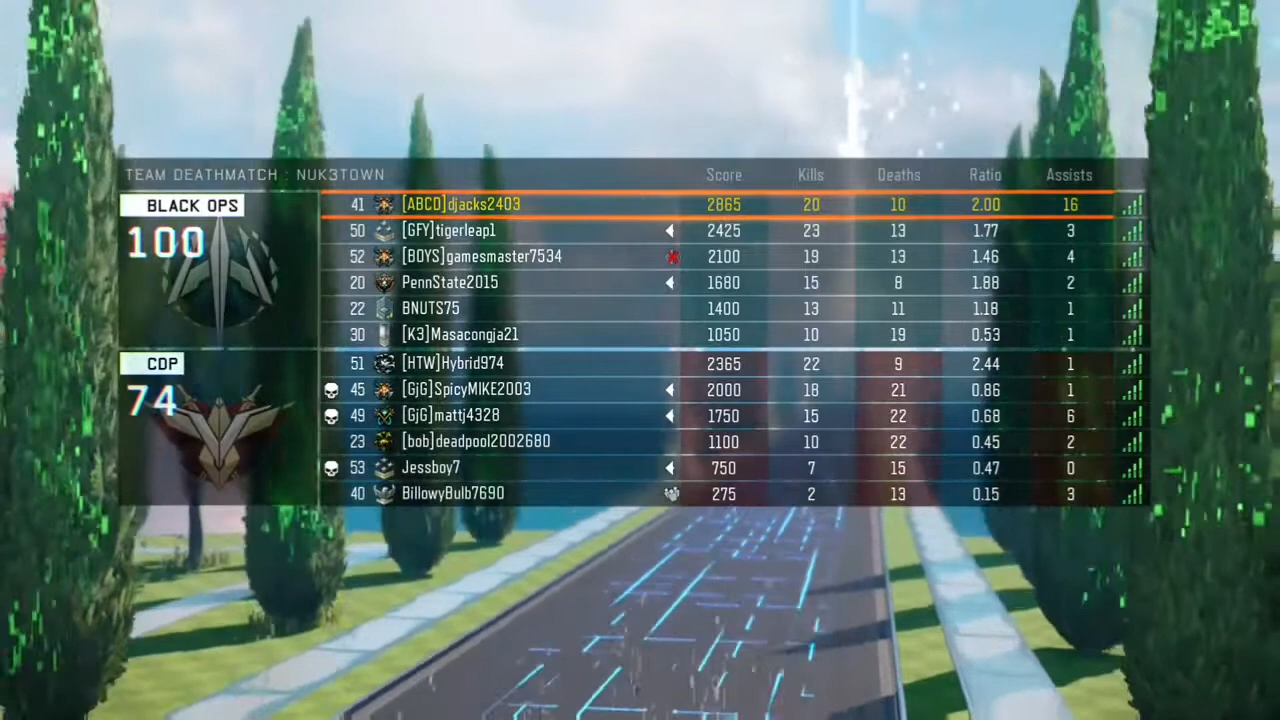 TEAM DEATHMATCH : NUK3TOWN Score Kills Deaths Ratio Assists
BLACK OPS
100
41 [ABCD]djacks2403 2865 20 10 2.00 16
50 [GFY]tigerleap1 2425 23 13 1.77 3
52 [BOYS]gamesmaster7534 2100 19 13 1.46 4
20 PennState2015 1680 15 8 1.88 2
22 BNUTS75 1400 13 11 1.18 1
30 [K3]Masacongja21 1050 10 19 0.53 1
CDP
74
51 [HTW]Hybrid974 2365 22 9 2.44 1
45 [GjG]SpicyMIKE2003 2000 18 21 0.86 1
49 [GjG]mattj4328 1750 15 22 0.68 6
23 [bob]deadpool2002680 1100 10 22 0.45 2
53 Jessboy7 750 7 15 0.47 0
40 BillowyBulb7690 275 2 13 0.15 3